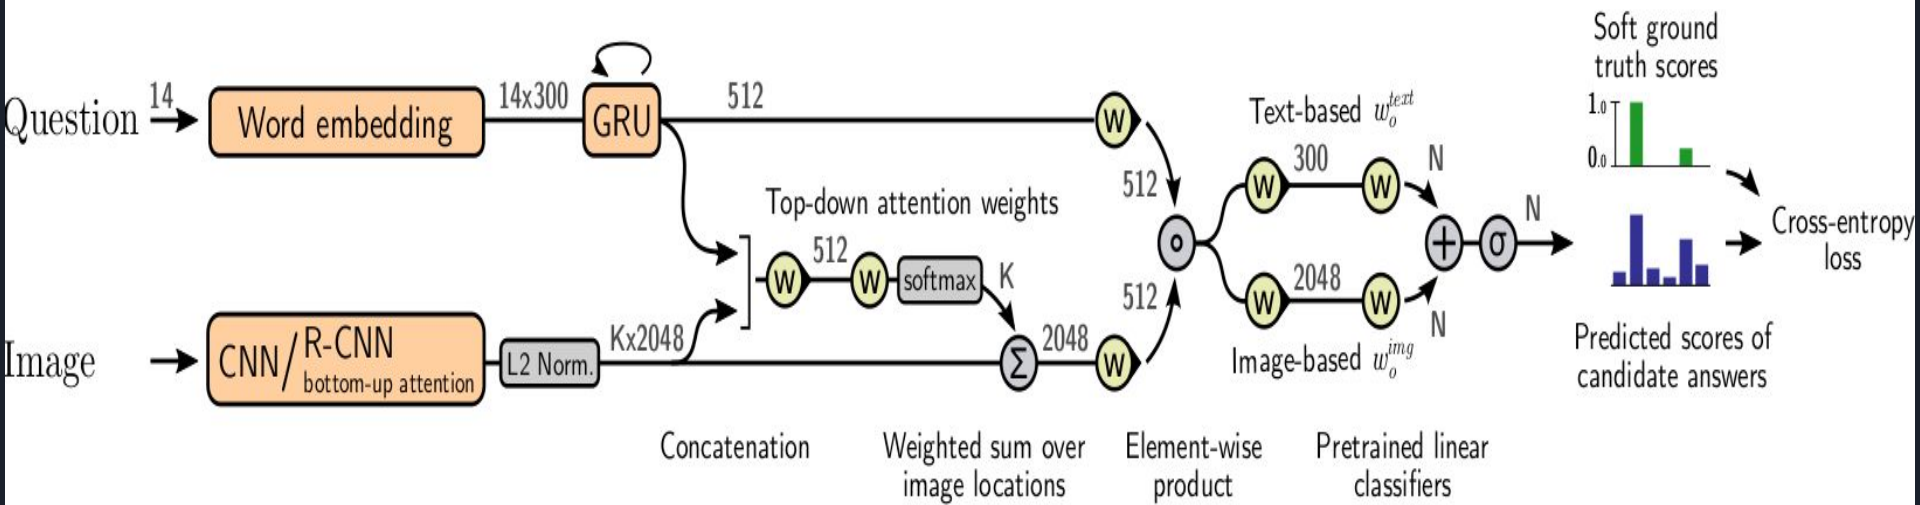 Question
14
Word embedding
14x300
GRU
512
W
512
Top-down attention weights
W
512
W
softmax
K
Image
CNN/
R-CNN
bottom-up attention
L2 Norm.
Kx2048
Σ
2048
W
512
∘
Text-based w_o^text
W
300
W
N
W
2048
W
N
Image-based w_o^img
+
σ
N
Soft ground
truth scores
1.0
0.0
Predicted scores of
candidate answers
Cross-entropy
loss
Concatenation
Weighted sum over
image locations
Element-wise
product
Pretrained linear
classifiers